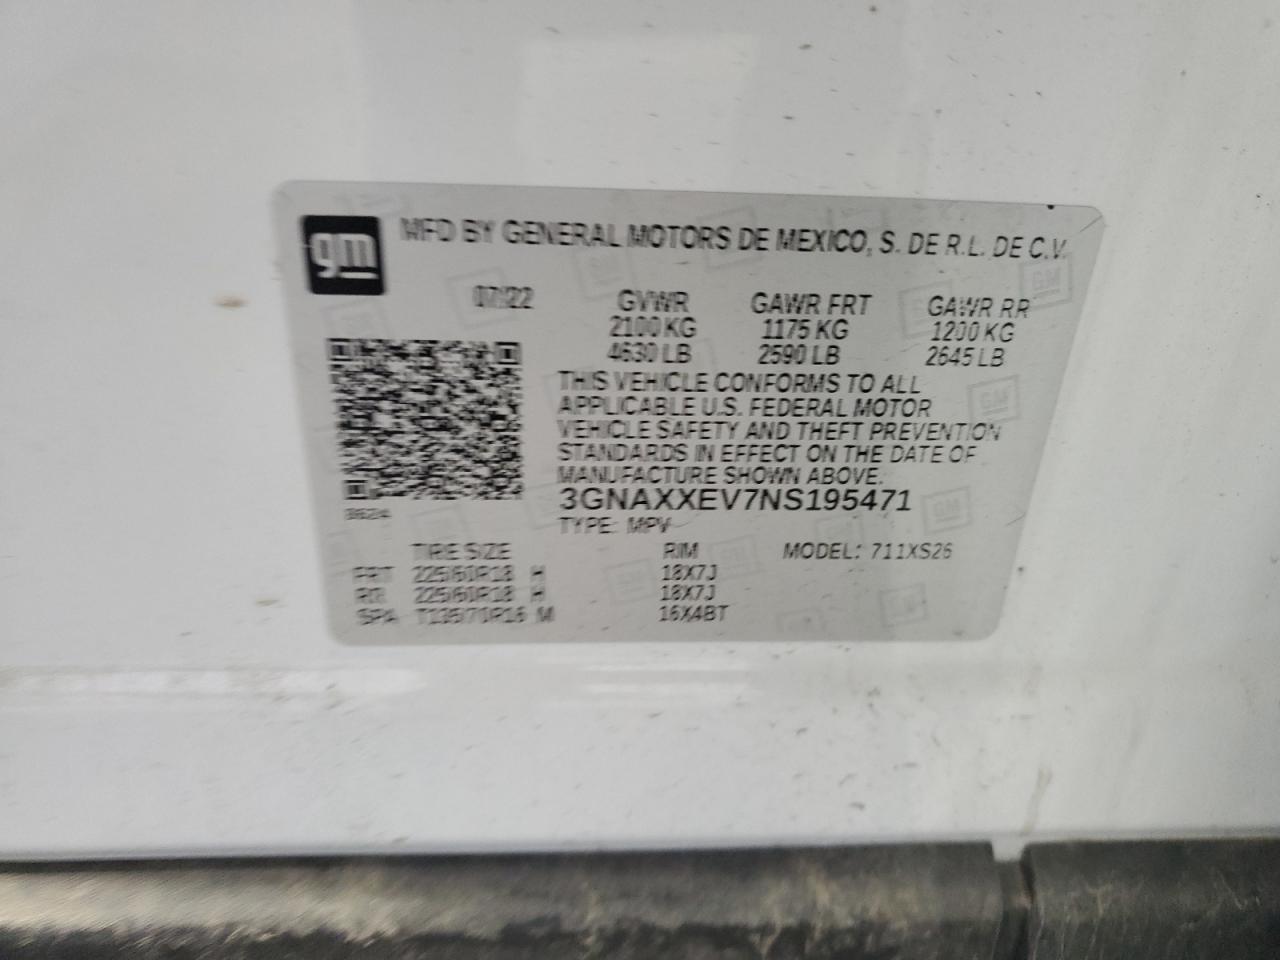 gm
MFD BY GENERAL MOTORS DE MEXICO, S. DE R.L. DE C.V.
07/22 GVWR GAWR FRT GAWR RR
2100 KG 1175 KG 1200 KG
4630 LB 2590 LB 2645 LB
THIS VEHICLE CONFORMS TO ALL
APPLICABLE U.S. FEDERAL MOTOR
VEHICLE SAFETY AND THEFT PREVENTION
STANDARDS IN EFFECT ON THE DATE OF
MANUFACTURE SHOWN ABOVE.
3GNAXXEV7NS195471
TYPE: MPV
TIRE SIZE RIM MODEL: 711XS26
FRT 225/60R18 H 18X7J
RR 225/60R18 H 18X7J
SPA T135/70R16 M 16X4BT